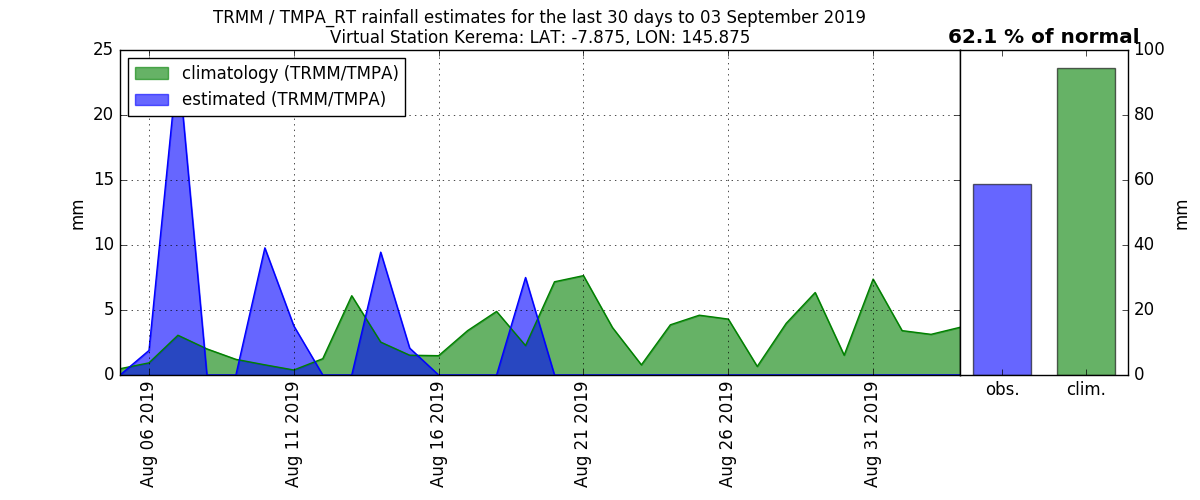 TRMM / TMPA_RT rainfall estimates for the last 30 days to 03 September 2019
Virtual Station Kerema: LAT: -7.875, LON: 145.875
62.1 % of normal
climatology (TRMM/TMPA)
estimated (TRMM/TMPA)
25
20
15
10
5
0
mm
Aug 06 2019
Aug 11 2019
Aug 16 2019
Aug 21 2019
Aug 26 2019
Aug 31 2019
100
80
60
40
20
0
mm
obs.
clim.